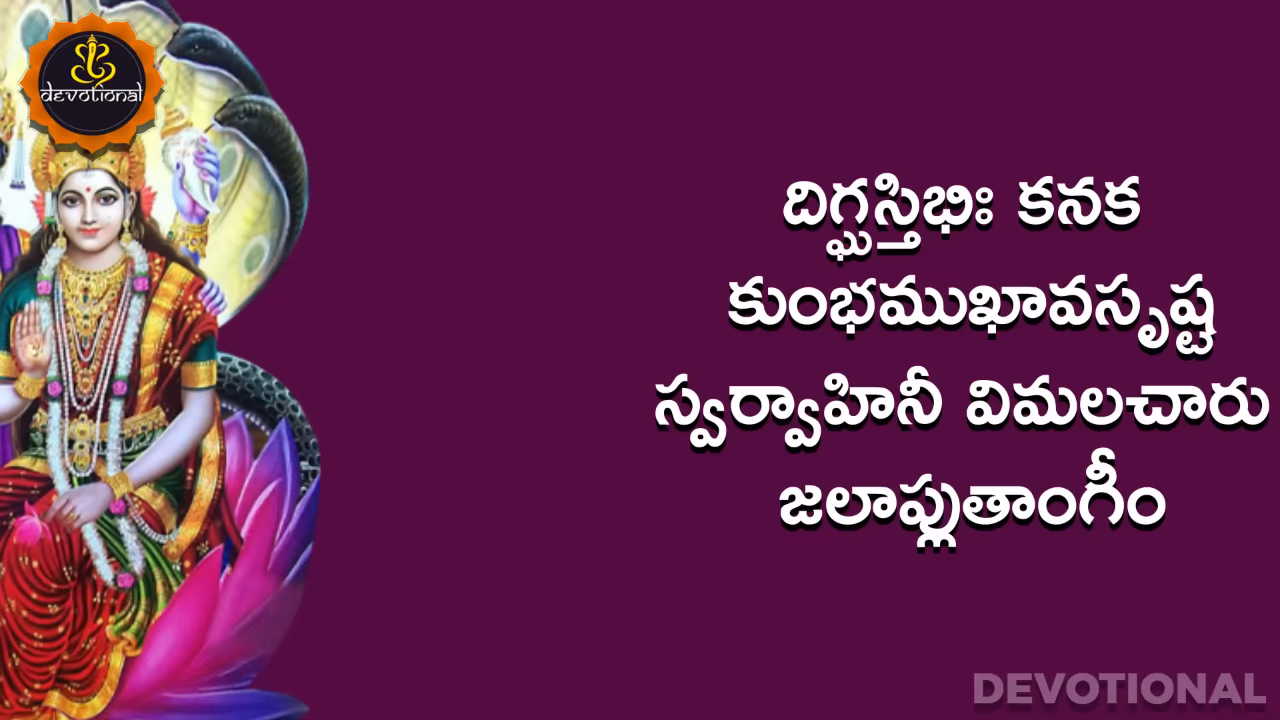 devotional
దిగ్ఘస్తిభిః కనక
కుంభముఖావసృష్ట
స్వర్వాహినీ విమలచారు
జలాప్లుతాంగీం
DEVOTIONAL